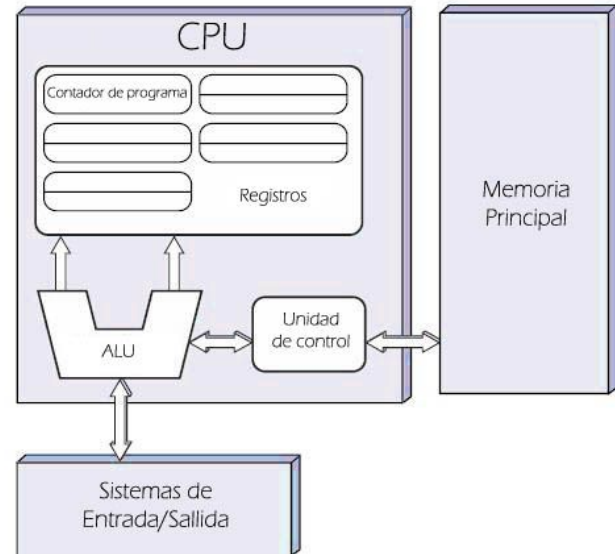 CPU
Contador de programa
Registros
ALU
Unidad
de control
Memoria
Principal
Sistemas de
Entrada/Sallida